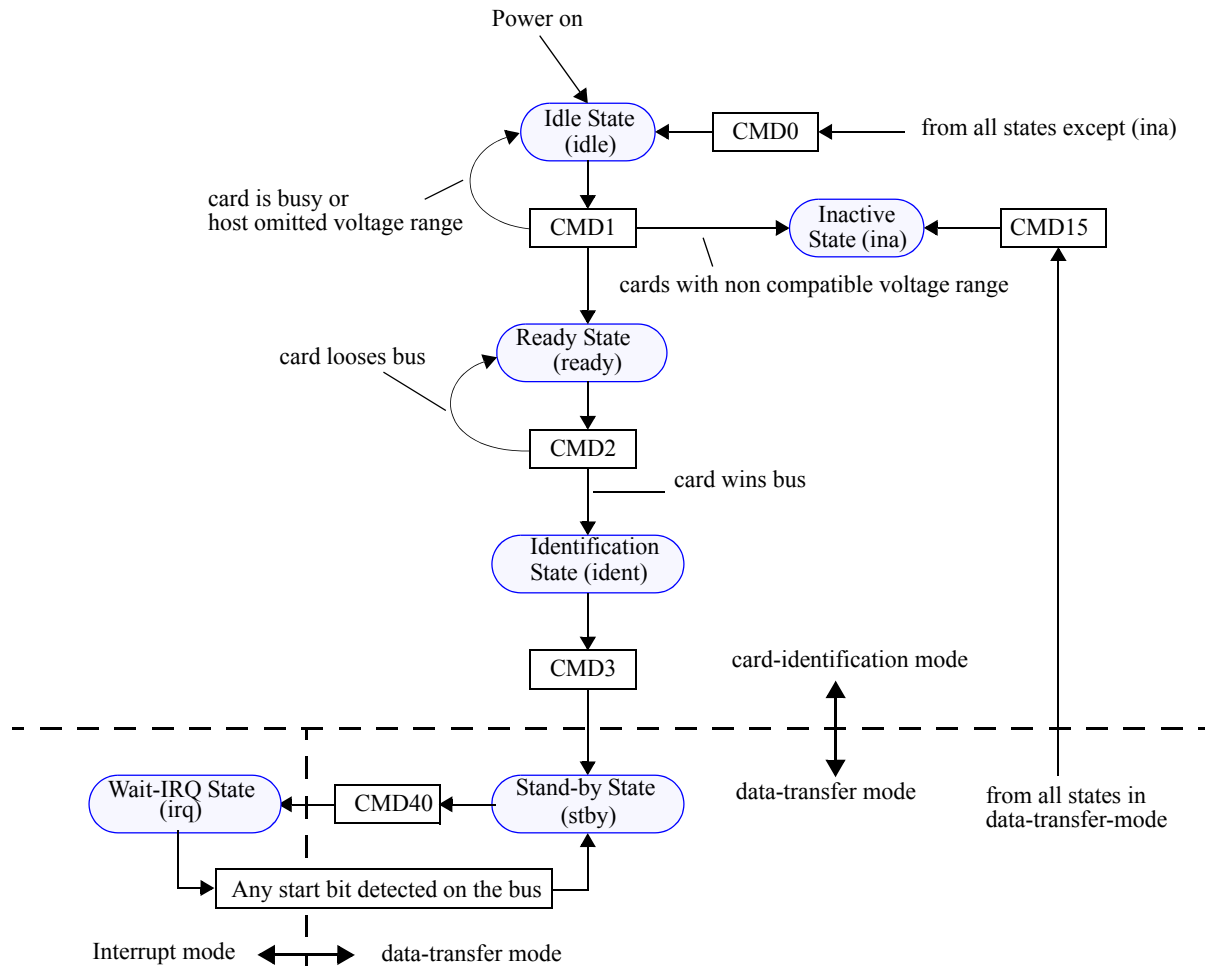 Power on
Idle State
(idle)
CMD0
from all states except (ina)
card is busy or
host omitted voltage range
CMD1
Inactive
State (ina)
CMD15
cards with non compatible voltage range
Ready State
(ready)
card looses bus
CMD2
card wins bus
Identification
State (ident)
CMD3
card-identification mode
Wait-IRQ State
(irq)
CMD40
Stand-by State
(stby)
data-transfer mode
from all states in
data-transfer-mode
Any start bit detected on the bus
Interrupt mode
data-transfer mode